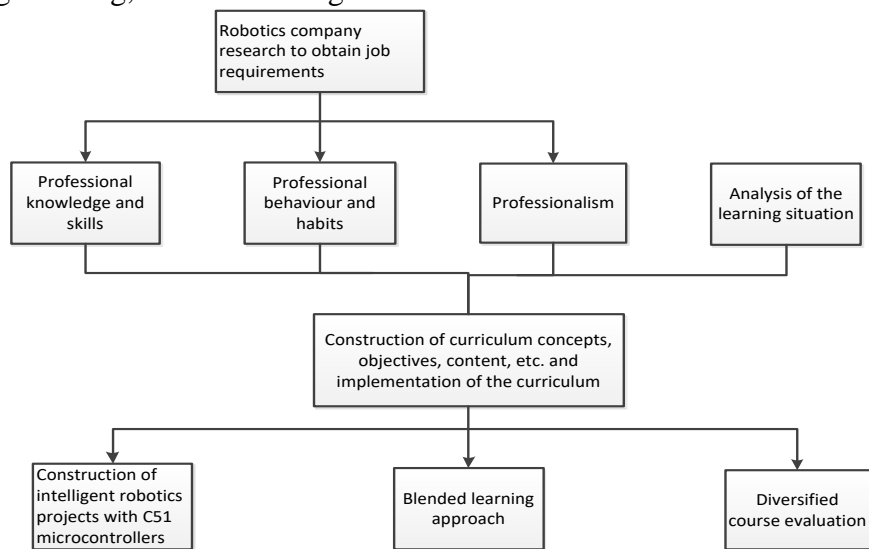 Robotics company
research to obtain job
requirements
Professional
knowledge and
skills
Professional
behaviour and
habits
Professionalism
Analysis of the
learning situation
Construction of curriculum concepts,
objectives, content, etc. and
implementation of the curriculum
Construction of
intelligent robotics
projects with C51
microcontrollers
Blended learning
approach
Diversified
course evaluation